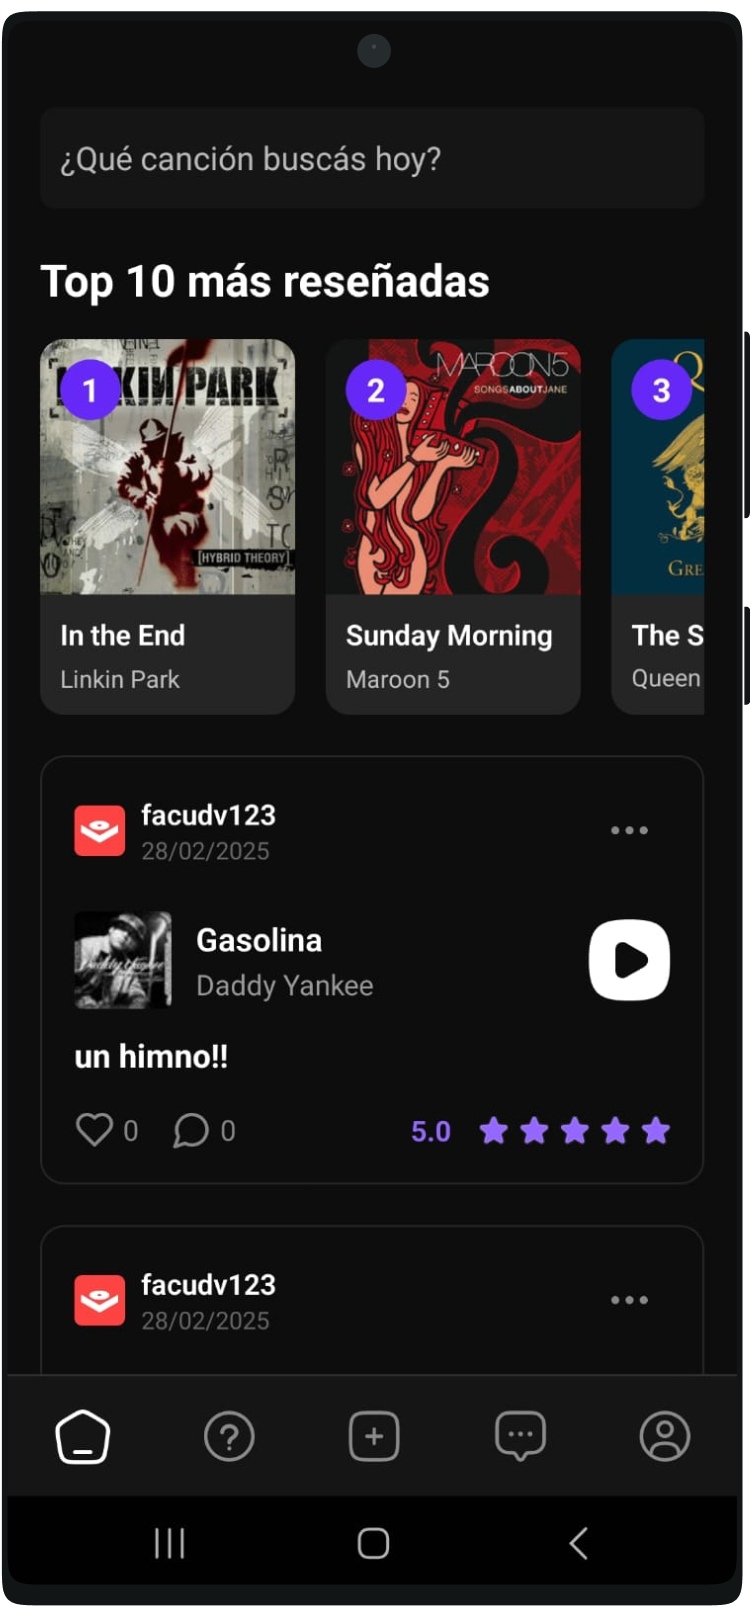 ¿Qué canción buscás hoy?
Top 10 más reseñadas
1
LINKIN PARK
[HYBRID THEORY]
In the End
Linkin Park
2
MAROON 5
SONGSABOUTJANE
Sunday Morning
Maroon 5
3
Q
GRE
The S
Queen
facudv123
28/02/2025
Gasolina
Daddy Yankee
un himno!!
0
0
5.0
facudv123
28/02/2025